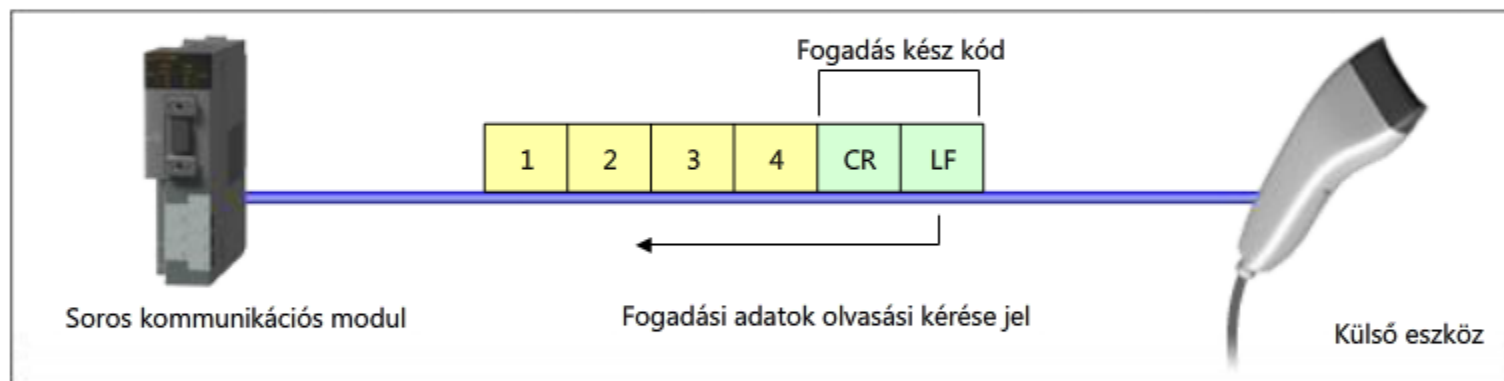 Fogadás kész kód
1 2 3 4 CR LF
Soros kommunikációs modul
Fogadási adatok olvasási kérése jel
Külső eszköz